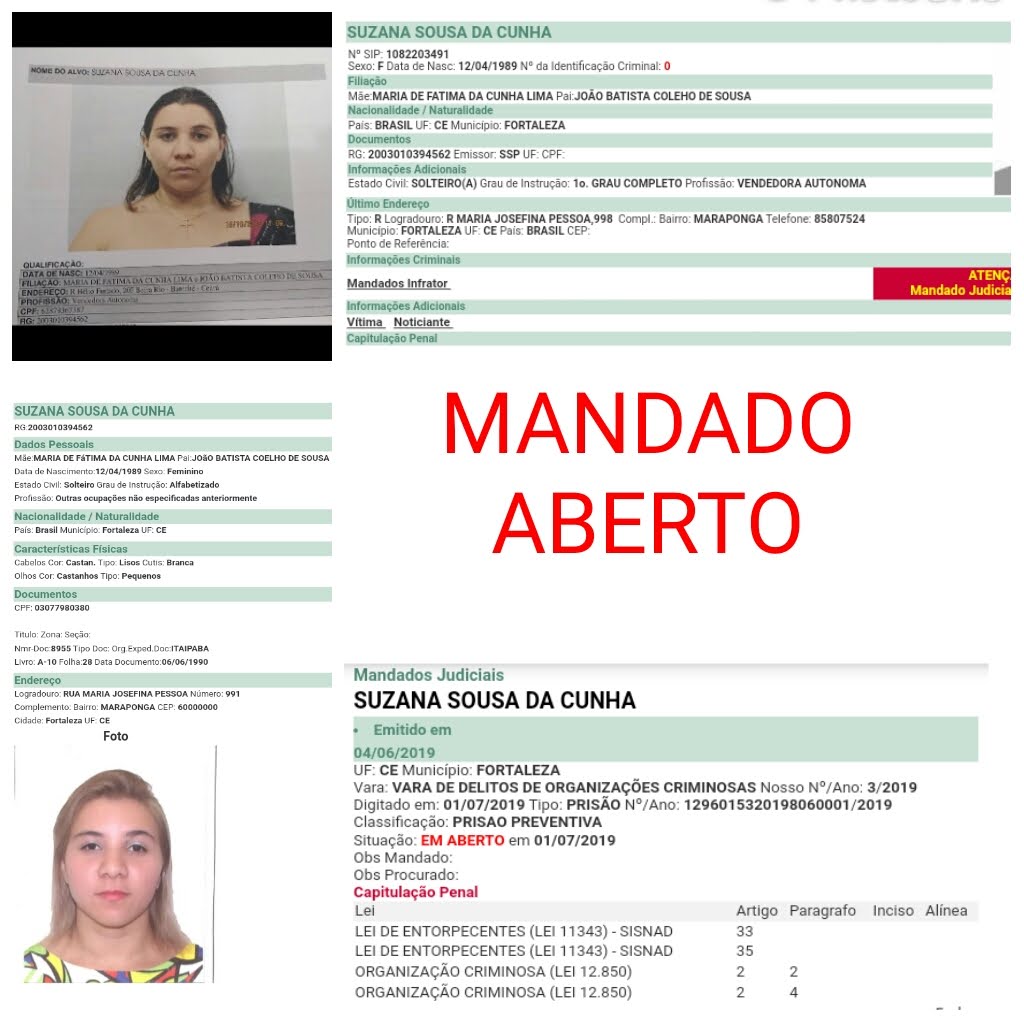 NOME DO ALVO: SUZANA SOUSA DA CUNHA
QUALIFICAÇÃO:
DATA DE NASC: 12/04/1989
FILIAÇÃO: MARIA DE FATIMA DA CUNHA LIMA e JOÃO BATISTA COELHO DE SOUSA
ENDEREÇO: R Hélio
PROFISSÃO: Vendedora Autonoma
CPF:
RG: 2003010394562
SUZANA SOUSA DA CUNHA
Nº SIP: 1082203491
Sexo: F Data de Nasc: 12/04/1989 Nº da Identificação Criminal: 0
Filiação
Mãe:MARIA DE FATIMA DA CUNHA LIMA Pai:JOÃO BATISTA COLEHO DE SOUSA
Nacionalidade / Naturalidade
País: BRASIL UF: CE Município: FORTALEZA
Documentos
RG: 2003010394562 Emissor: SSP UF: CPF:
Informações Adicionais
Estado Civil: SOLTEIRO(A) Grau de Instrução: 1o. GRAU COMPLETO Profissão: VENDEDORA AUTONOMA
Último Endereço
Tipo: R Logradouro: R MARIA JOSEFINA PESSOA,998 Compl.: Bairro: MARAPONGA Telefone: 85807524
Município: FORTALEZA UF: CE País: BRASIL CEP:
Ponto de Referência:
Informações Criminais
Mandados Infrator
ATENÇ
Mandado Judicia
Informações Adicionais
Vítima Noticiante
Capitulação Penal
MANDADO
ABERTO
SUZANA SOUSA DA CUNHA
RG:2003010394562
Dados Pessoais
Mãe:MARIA DE FáTIMA DA CUNHA LIMA Pai:JOãO BATISTA COELHO DE SOUSA
Data de Nascimento:12/04/1989 Sexo: Feminino
Estado Civil: Solteiro Grau de Instrução: Alfabetizado
Profissão: Outras ocupações não especificadas anteriormente
Nacionalidade / Naturalidade
País: Brasil Município: Fortaleza UF: CE
Características Físicas
Cabelos Cor: Castan. Tipo: Lisos Cutis: Branca
Olhos Cor: Castanhos Tipo: Pequenos
Documentos
CPF: 03077980380
Titulo: Zona: Seção:
Nmr-Doc:8955 Tipo Doc: Org.Exped.Doc:ITAIPABA
Livro: A-10 Folha:28 Data Documento:06/06/1990
Endereço
Logradouro: RUA MARIA JOSEFINA PESSOA Número: 991
Complemento: Bairro: MARAPONGA CEP: 60000000
Cidade: Fortaleza UF: CE
Foto
Mandados Judiciais
SUZANA SOUSA DA CUNHA
• Emitido em
04/06/2019
UF: CE Município: FORTALEZA
Vara: VARA DE DELITOS DE ORGANIZAÇÕES CRIMINOSAS Nosso Nº/Ano: 3/2019
Digitado em: 01/07/2019 Tipo: PRISÃO Nº/Ano: 1296015320198060001/2019
Classificação: PRISAO PREVENTIVA
Situação: EM ABERTO em 01/07/2019
Obs Mandado:
Obs Procurado:
Capitulação Penal
Lei Artigo Paragrafo Inciso Alínea
LEI DE ENTORPECENTES (LEI 11343) - SISNAD 33
LEI DE ENTORPECENTES (LEI 11343) - SISNAD 35
ORGANIZAÇÃO CRIMINOSA (LEI 12.850) 2 2
ORGANIZAÇÃO CRIMINOSA (LEI 12.850) 2 4